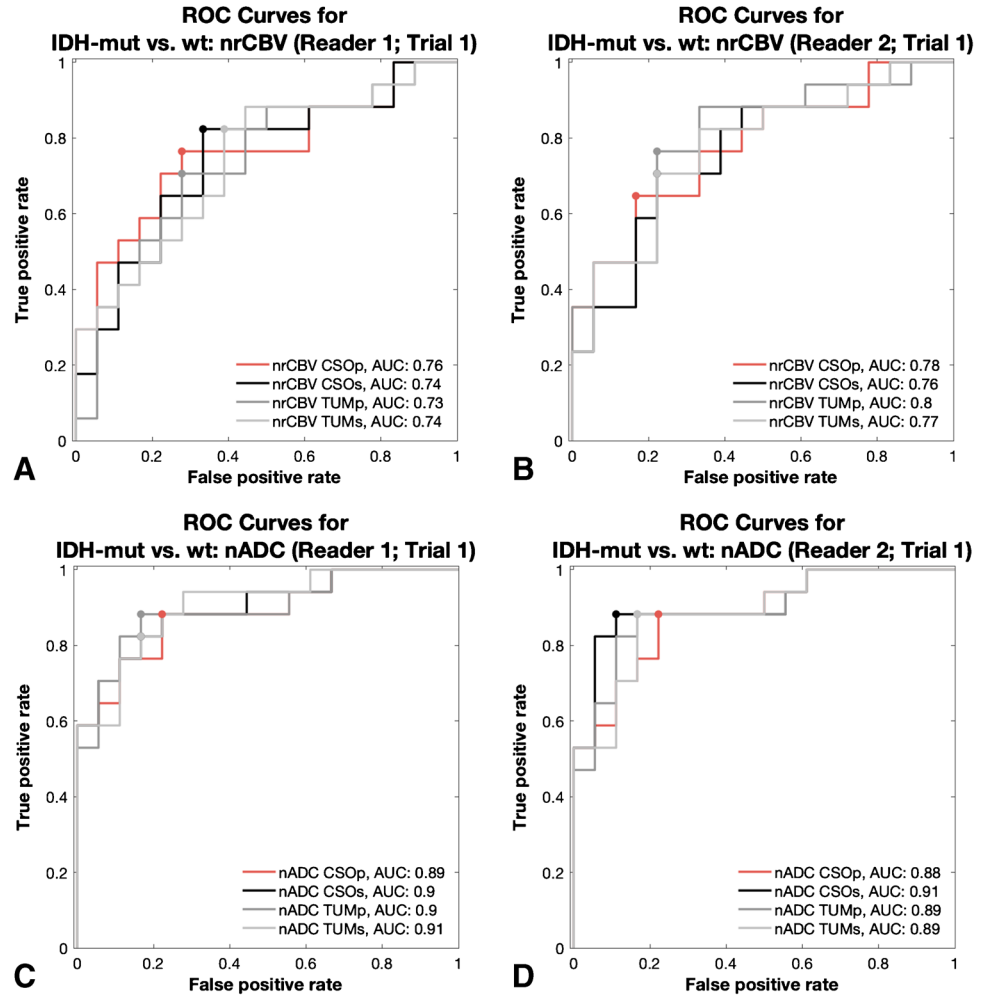 ROC Curves for
IDH-mut vs. wt: nrCBV (Reader 1; Trial 1)
1
0.8
0.6
0.4
0.2
0
True positive rate
nrCBV CSOp, AUC: 0.76
nrCBV CSOs, AUC: 0.74
nrCBV TUMp, AUC: 0.73
nrCBV TUMs, AUC: 0.74
0 0.2 0.4 0.6 0.8 1
False positive rate
A
ROC Curves for
IDH-mut vs. wt: nrCBV (Reader 2; Trial 1)
1
0.8
0.6
0.4
0.2
0
True positive rate
nrCBV CSOp, AUC: 0.78
nrCBV CSOs, AUC: 0.76
nrCBV TUMp, AUC: 0.8
nrCBV TUMs, AUC: 0.77
0 0.2 0.4 0.6 0.8 1
False positive rate
B
ROC Curves for
IDH-mut vs. wt: nADC (Reader 1; Trial 1)
1
0.8
0.6
0.4
0.2
0
True positive rate
nADC CSOp, AUC: 0.89
nADC CSOs, AUC: 0.9
nADC TUMp, AUC: 0.9
nADC TUMs, AUC: 0.91
0 0.2 0.4 0.6 0.8 1
False positive rate
C
ROC Curves for
IDH-mut vs. wt: nADC (Reader 2; Trial 1)
1
0.8
0.6
0.4
0.2
0
True positive rate
nADC CSOp, AUC: 0.88
nADC CSOs, AUC: 0.91
nADC TUMp, AUC: 0.89
nADC TUMs, AUC: 0.89
0 0.2 0.4 0.6 0.8 1
False positive rate
D